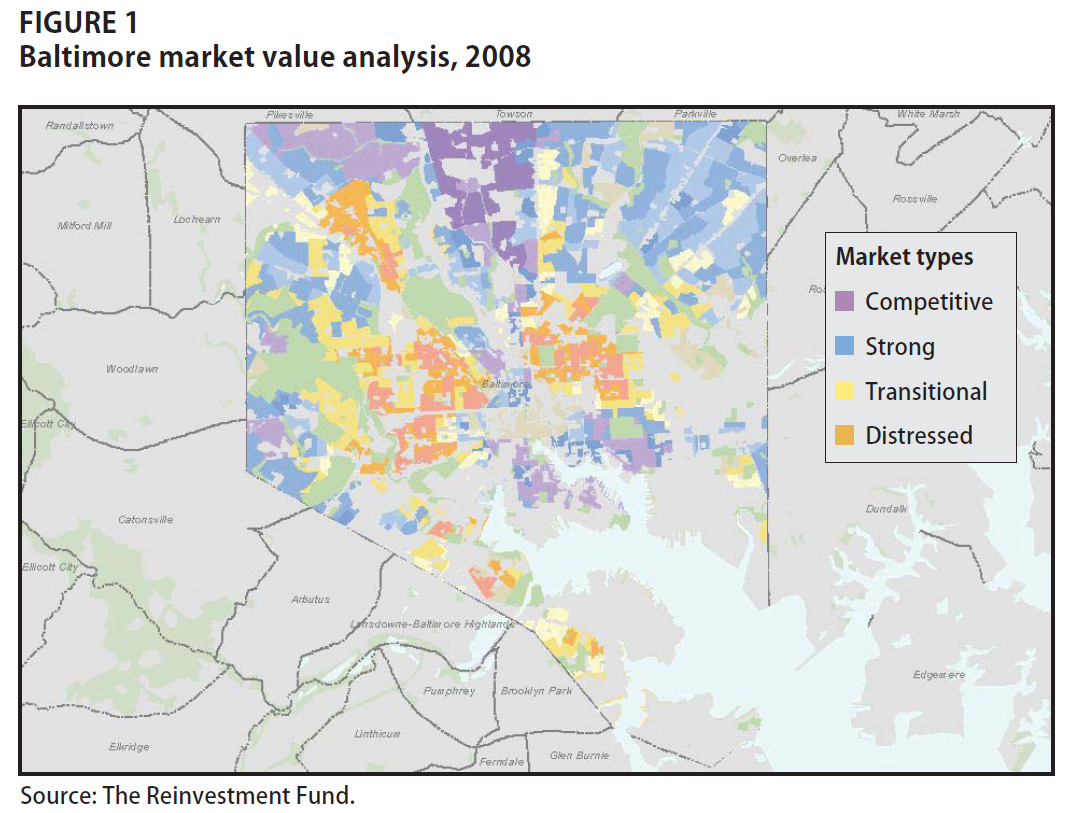 FIGURE 1
Baltimore market value analysis, 2008
Pikesville
Towson
Parkville
White Marsh
Randallstown
Overlea
Rossville
Milford Mill
Lochearn
Market types
Competitive
Strong
Transitional
Distressed
Woodlawn
Baltimore
Ellicott City
Catonsville
Dundalk
Ellicott City
Arbutus
Lansdowne-Baltimore Highlands
Edgemere
Pumphrey
Brooklyn Park
Linthicum
Elkridge
Ferndale
Glen Burnie
Source: The Reinvestment Fund.